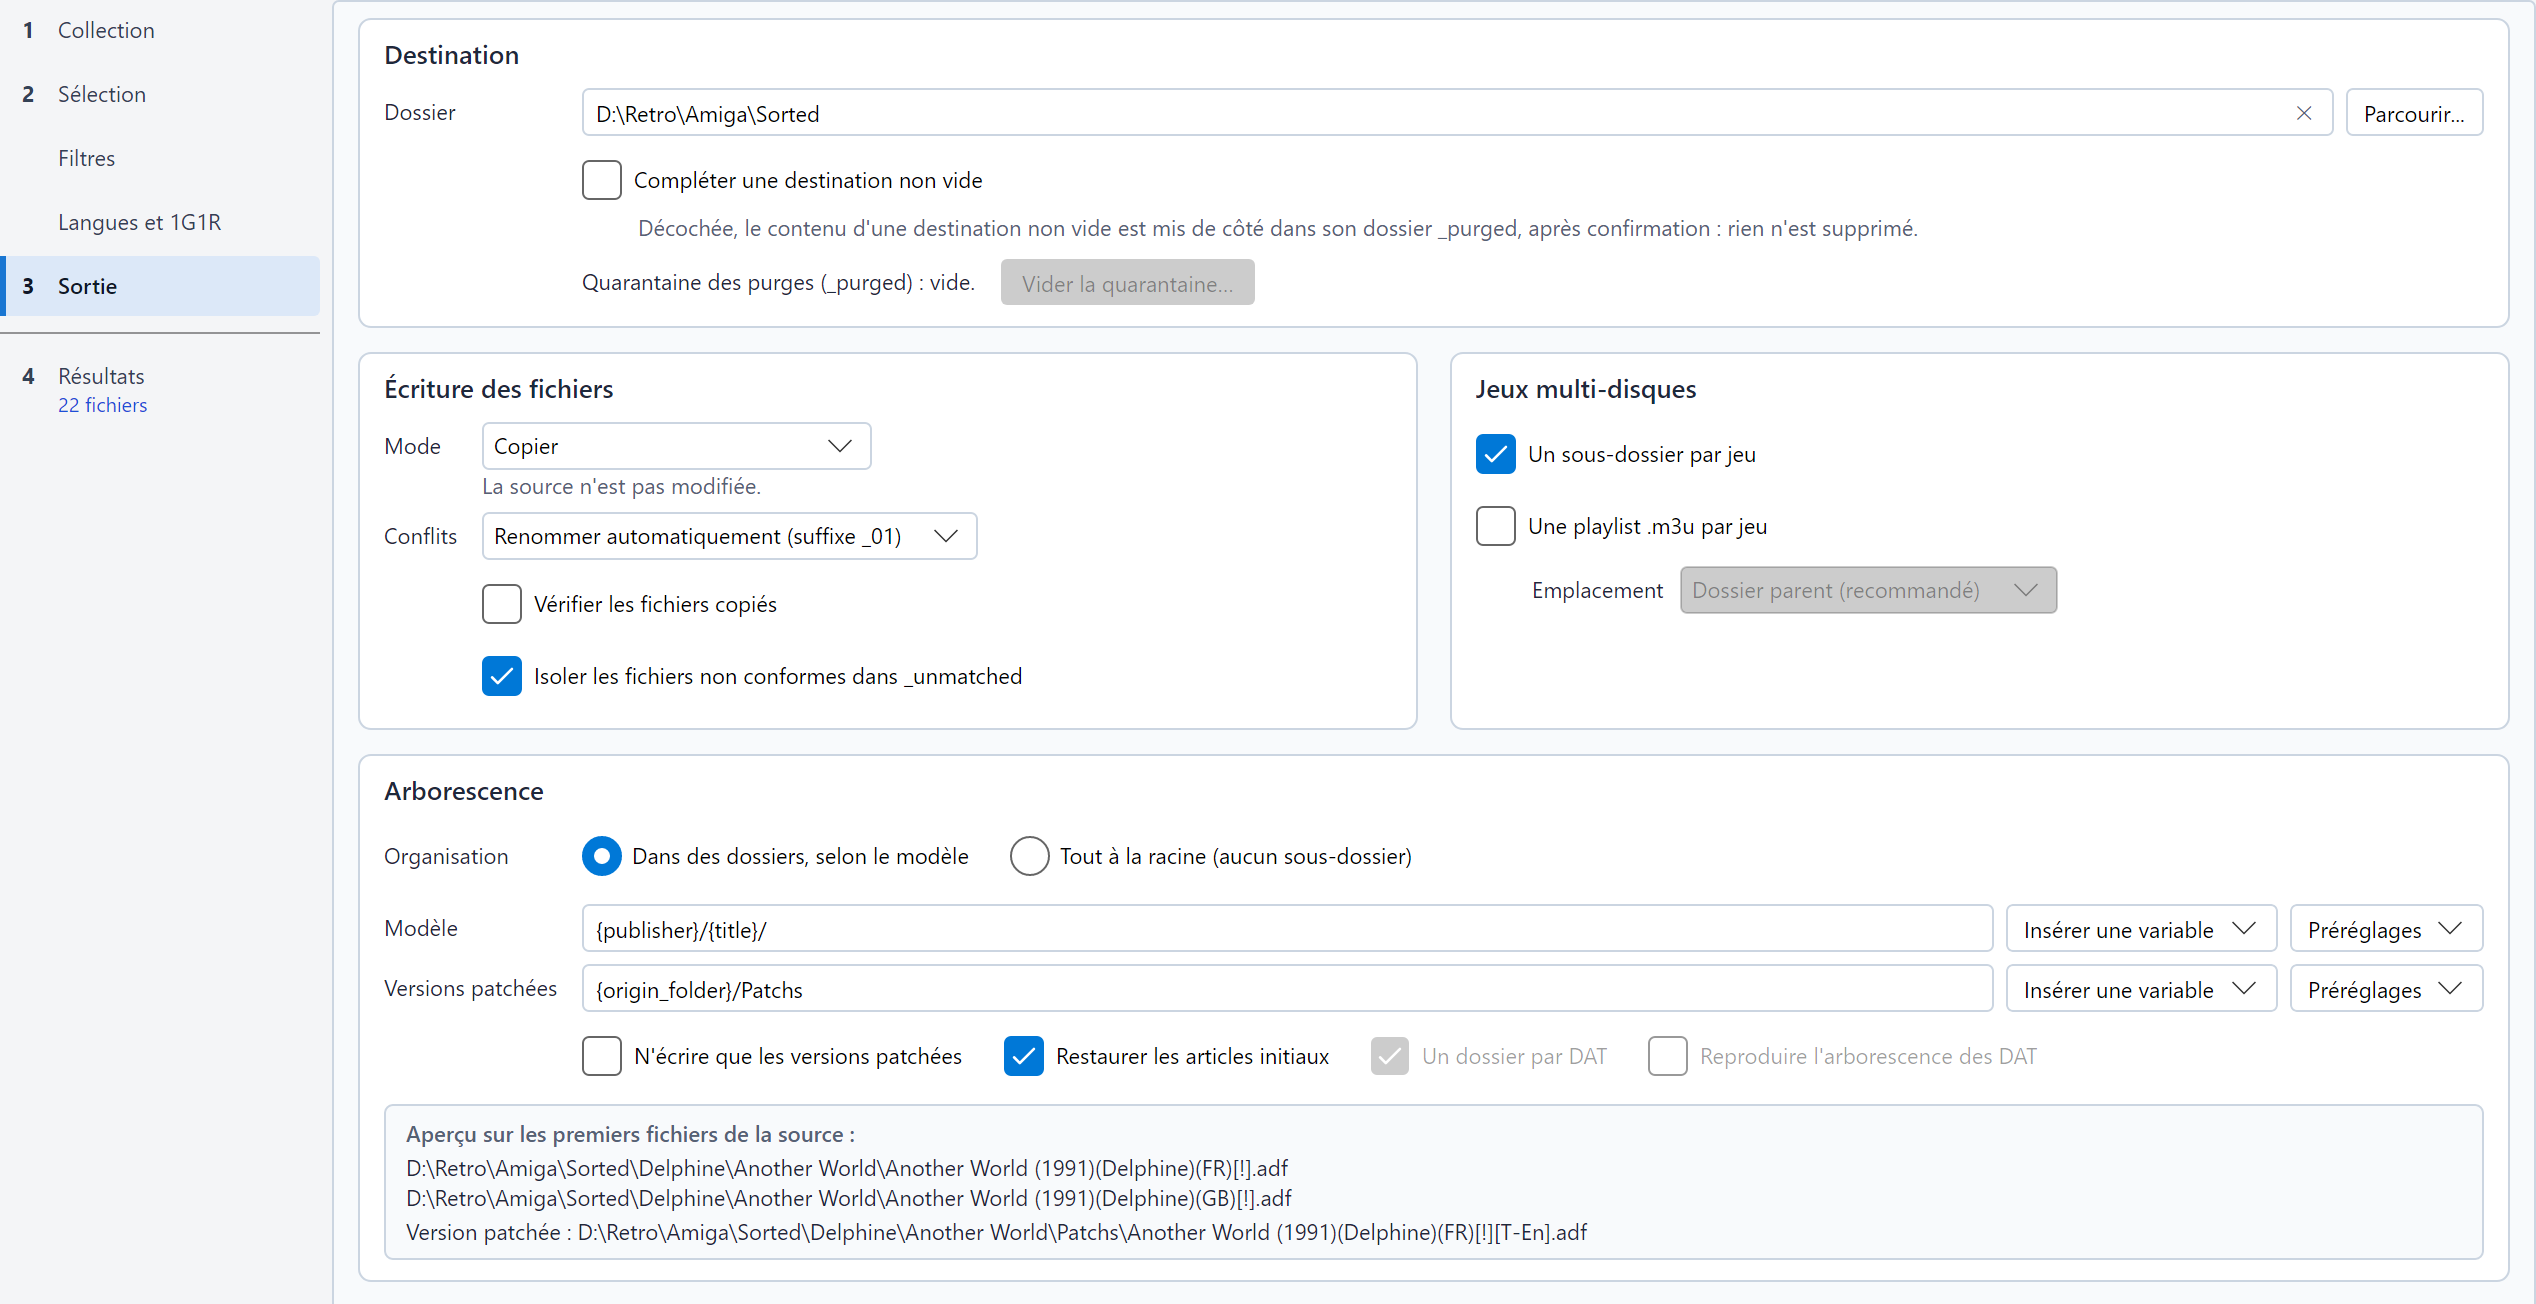 1 Collection
2 Sélection
Filtres
Langues et 1G1R
3 Sortie
4 Résultats
22 fichiers
Destination
Dossier D:\Retro\Amiga\Sorted Parcourir...
Compléter une destination non vide
Décochée, le contenu d'une destination non vide est mis de côté dans son dossier _purged, après confirmation : rien n'est supprimé.
Quarantaine des purges (_purged) : vide. Vider la quarantaine...
Écriture des fichiers
Mode Copier
La source n'est pas modifiée.
Conflits Renommer automatiquement (suffixe _01)
Vérifier les fichiers copiés
Isoler les fichiers non conformes dans _unmatched
Jeux multi-disques
Un sous-dossier par jeu
Une playlist .m3u par jeu
Emplacement Dossier parent (recommandé)
Arborescence
Organisation Dans des dossiers, selon le modèle Tout à la racine (aucun sous-dossier)
Modèle {publisher}/{title}/ Insérer une variable Préréglages
Versions patchées {origin_folder}/Patchs Insérer une variable Préréglages
N'écrire que les versions patchées Restaurer les articles initiaux Un dossier par DAT Reproduire l'arborescence des DAT
Aperçu sur les premiers fichiers de la source :
D:\Retro\Amiga\Sorted\Delphine\Another World\Another World (1991)(Delphine)(FR)[!].adf
D:\Retro\Amiga\Sorted\Delphine\Another World\Another World (1991)(Delphine)(GB)[!].adf
Version patchée : D:\Retro\Amiga\Sorted\Delphine\Another World\Patchs\Another World (1991)(Delphine)(FR)[!][T-En].adf